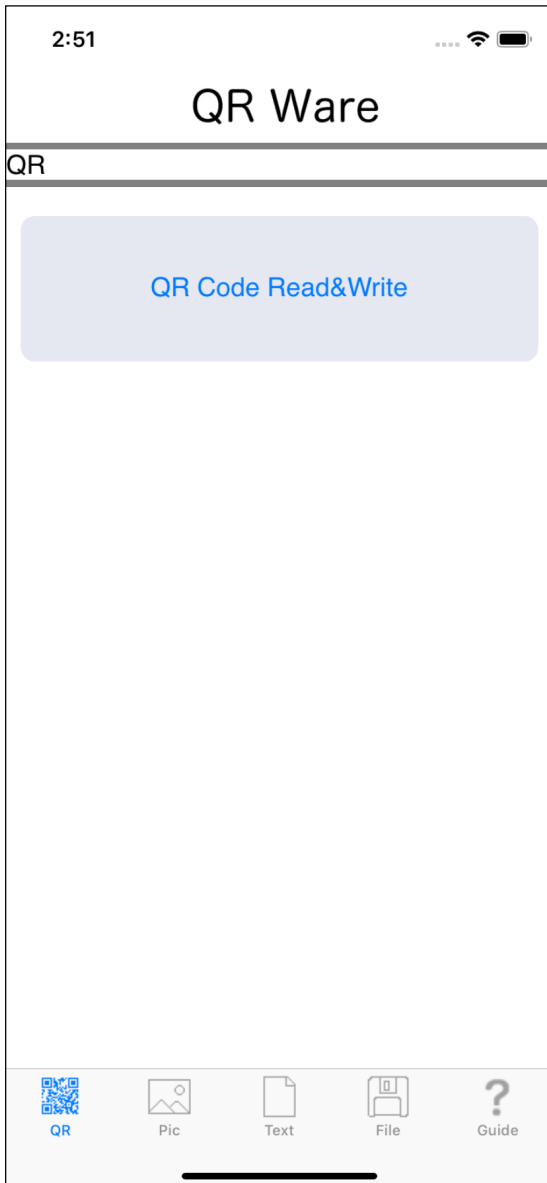 2:51
QR Ware
QR
QR Code Read&Write
QR
Pic
Text
File
Guide